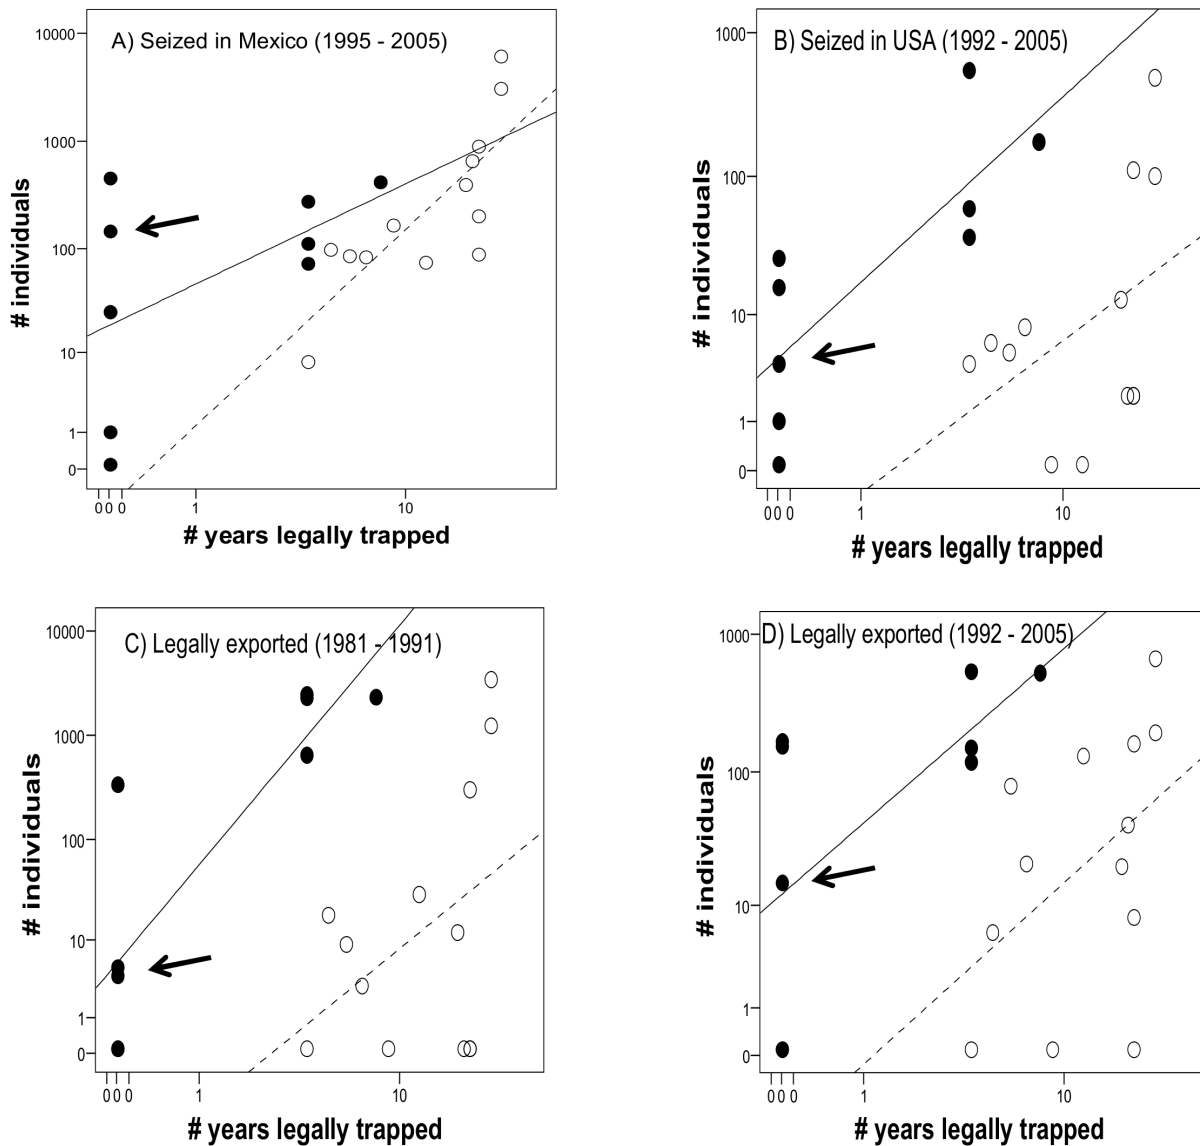 A) Seized in Mexico (1995 - 2005)
10000
1000
100
10
1
0
# individuals
0 0 0 1 10
# years legally trapped
B) Seized in USA (1992 - 2005)
1000
100
10
1
0
# individuals
0 0 0 1 10
# years legally trapped
C) Legally exported (1981 - 1991)
10000
1000
100
10
1
0
# individuals
0 0 0 1 10
# years legally trapped
D) Legally exported (1992 - 2005)
1000
100
10
1
0
# individuals
0 0 0 1 10
# years legally trapped